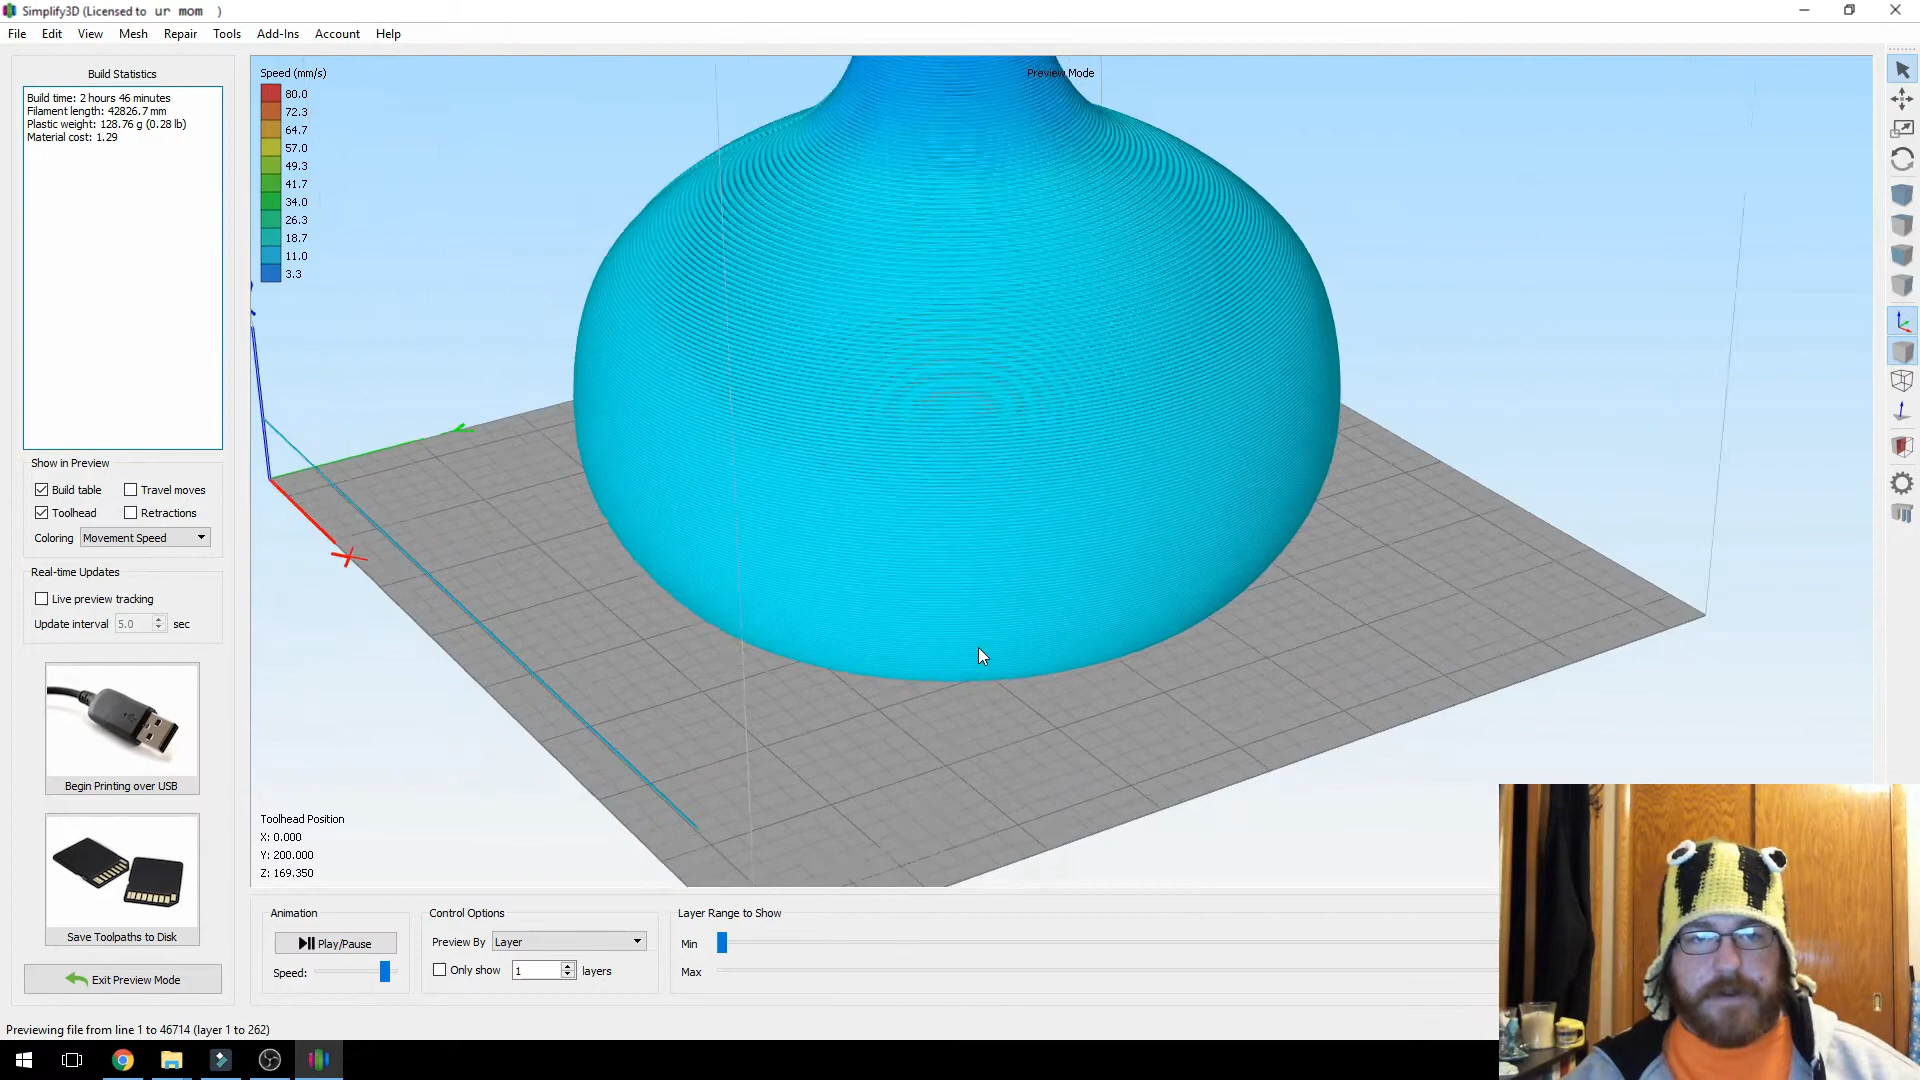 Simplify3D (Licensed to ur mom )
File Edit View Mesh Repair Tools Add-Ins Account Help
Build Statistics
Build time: 2 hours 46 minutes
Filament length: 42826.7 mm
Plastic weight: 128.76 g (0.28 lb)
Material cost: 1.29
Speed (mm/s)
80.0
72.3
64.7
57.0
49.3
41.7
34.0
26.3
18.7
11.0
3.3
Preview Mode
Show in Preview
Build table Travel moves
Toolhead Retractions
Coloring Movement Speed
Real-time Updates
Live preview tracking
Update interval 5.0 sec
Begin Printing over USB
Save Toolpaths to Disk
Exit Preview Mode
Toolhead Position
X: 0.000
Y: 200.000
Z: 169.350
Animation
Play/Pause
Speed:
Control Options
Preview By Layer
Only show 1 layers
Layer Range to Show
Min
Max
Previewing file from line 1 to 46714 (layer 1 to 262)